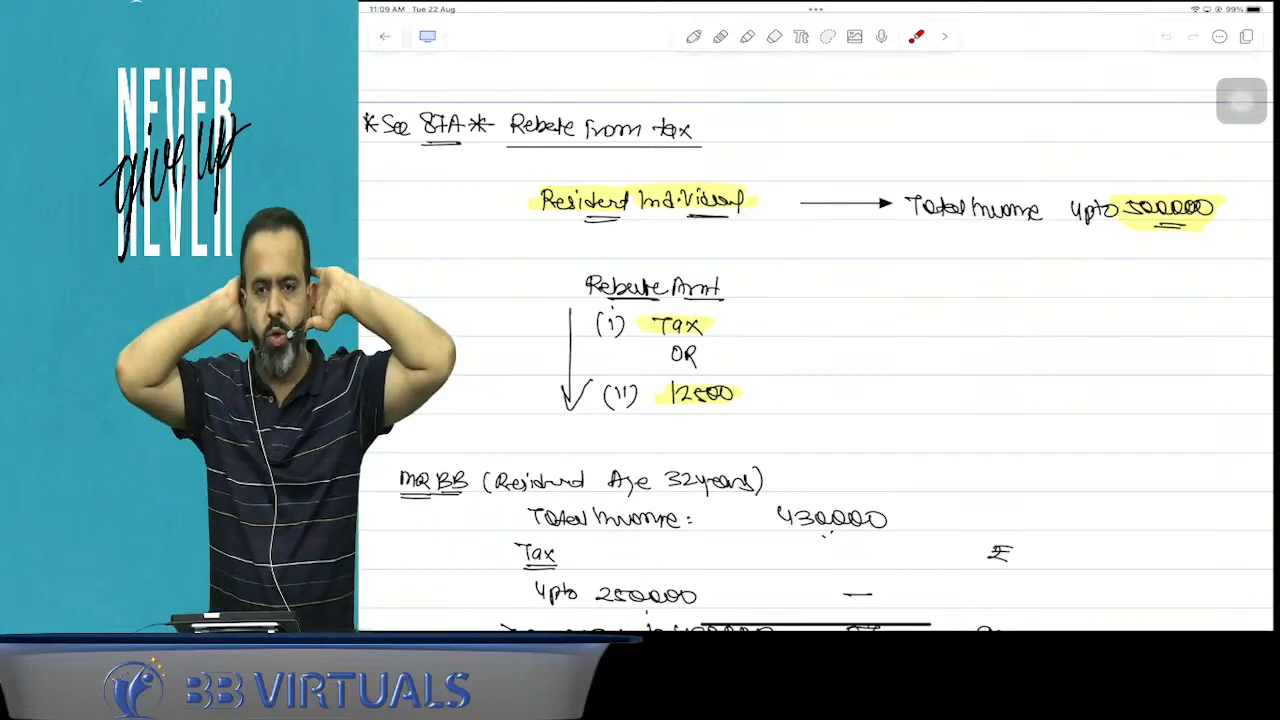 11:09 AM Tue 22 Aug
99%
NEVER
give up
NEVER
*Sec 87A* Rebate from tax
Resident Individual → Total Income upto 500000
Rebate Amt
(i) Tax
OR
(ii) 12500
MR BB (Resident Age 32 years)
Total Income: 430000
Tax ₹
Upto 250000 —
BB VIRTUALS